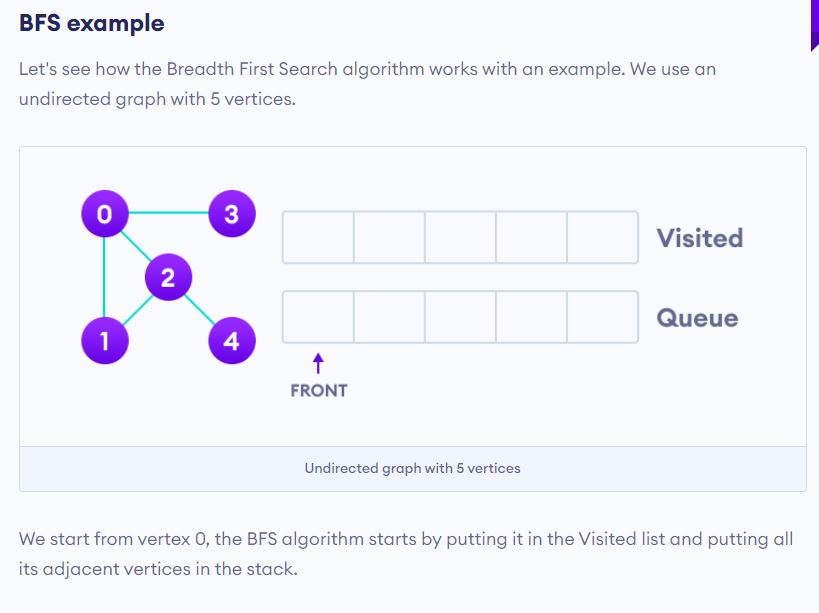 BFS example
Let's see how the Breadth First Search algorithm works with an example. We use an
undirected graph with 5 vertices.
0
3
2
1
4
Visited
Queue
FRONT
Undirected graph with 5 vertices
We start from vertex 0, the BFS algorithm starts by putting it in the Visited list and putting all
its adjacent vertices in the stack.